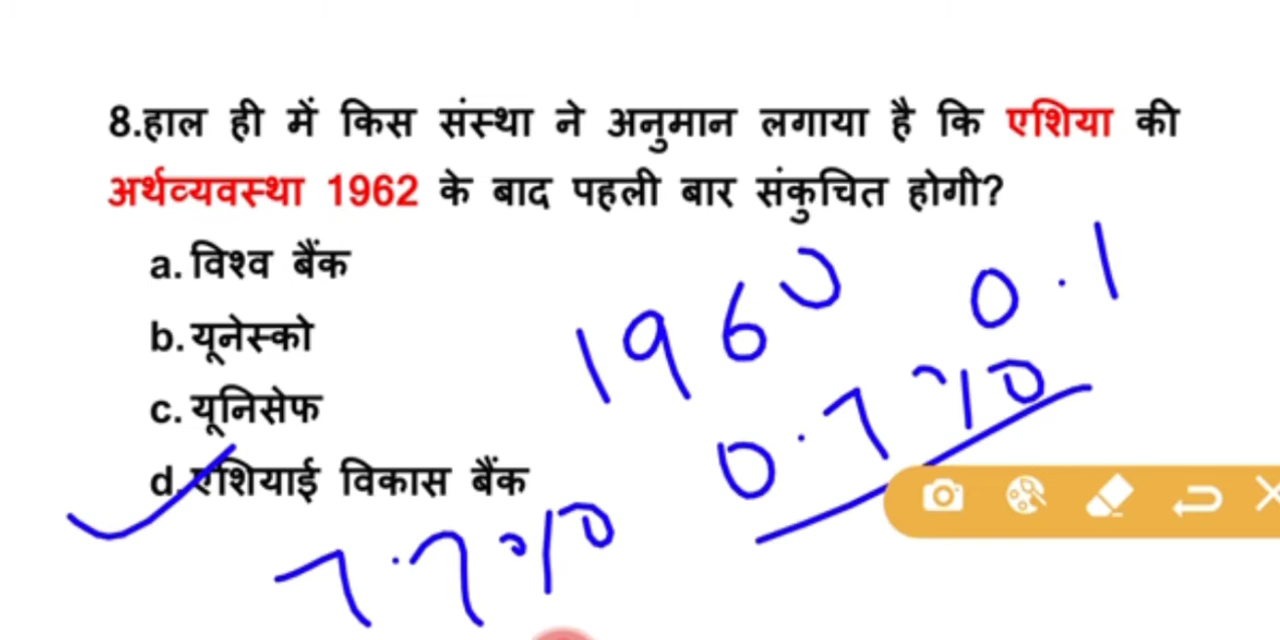 8.हाल ही में किस संस्था ने अनुमान लगाया है कि एशिया की
अर्थव्यवस्था 1962 के बाद पहली बार संकुचित होगी?
a. विश्व बैंक
b. यूनेस्को
c. यूनिसेफ
d. एशियाई विकास बैंक
1960
0.1
0.7%
7.7%